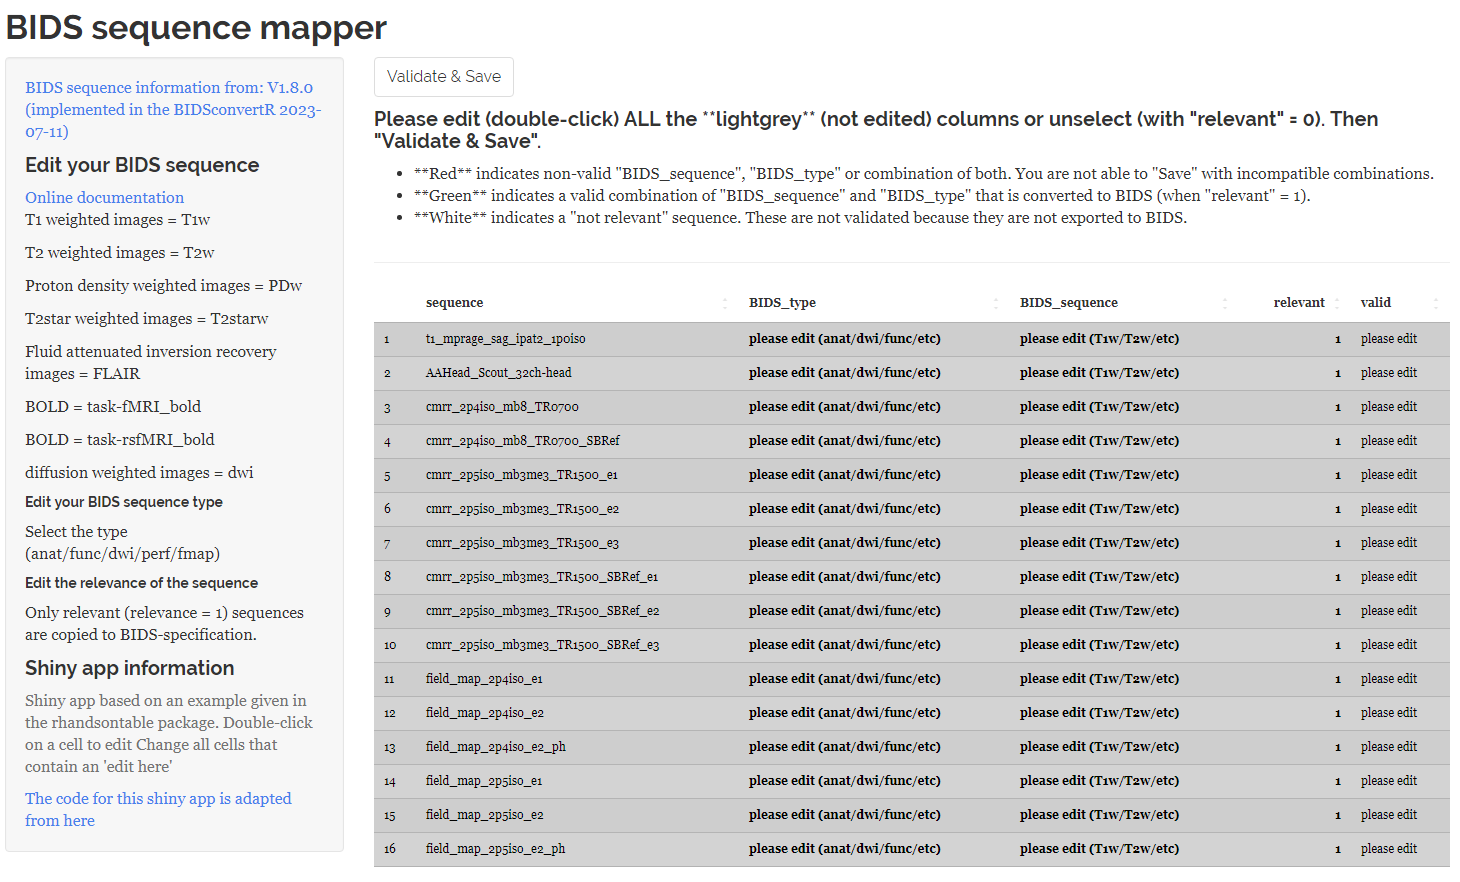 BIDS sequence mapper
BIDS sequence information from: V1.8.0
(implemented in the BIDSconvertR 2023-
07-11)
Edit your BIDS sequence
Online documentation
T1 weighted images = T1w
T2 weighted images = T2w
Proton density weighted images = PDw
T2star weighted images = T2starw
Fluid attenuated inversion recovery
images = FLAIR
BOLD = task-fMRI_bold
BOLD = task-rsfMRI_bold
diffusion weighted images = dwi
Edit your BIDS sequence type
Select the type
(anat/func/dwi/perf/fmap)
Edit the relevance of the sequence
Only relevant (relevance = 1) sequences
are copied to BIDS-specification.
Shiny app information
Shiny app based on an example given in
the rhandsontable package. Double-click
on a cell to edit Change all cells that
contain an 'edit here'
The code for this shiny app is adapted
from here
Validate & Save
Please edit (double-click) ALL the **lightgrey** (not edited) columns or unselect (with "relevant" = 0). Then
"Validate & Save".
• **Red** indicates non-valid "BIDS_sequence", "BIDS_type" or combination of both. You are not able to "Save" with incompatible combinations.
• **Green** indicates a valid combination of "BIDS_sequence" and "BIDS_type" that is converted to BIDS (when "relevant" = 1).
• **White** indicates a "not relevant" sequence. These are not validated because they are not exported to BIDS.
sequence BIDS_type BIDS_sequence relevant valid
1 t1_mprage_sag_ipat2_1p0iso please edit (anat/dwi/func/etc) please edit (T1w/T2w/etc) 1 please edit
2 AAHead_Scout_32ch-head please edit (anat/dwi/func/etc) please edit (T1w/T2w/etc) 1 please edit
3 cmrr_2p4iso_mb8_TR0700 please edit (anat/dwi/func/etc) please edit (T1w/T2w/etc) 1 please edit
4 cmrr_2p4iso_mb8_TR0700_SBRef please edit (anat/dwi/func/etc) please edit (T1w/T2w/etc) 1 please edit
5 cmrr_2p5iso_mb3me3_TR1500_e1 please edit (anat/dwi/func/etc) please edit (T1w/T2w/etc) 1 please edit
6 cmrr_2p5iso_mb3me3_TR1500_e2 please edit (anat/dwi/func/etc) please edit (T1w/T2w/etc) 1 please edit
7 cmrr_2p5iso_mb3me3_TR1500_e3 please edit (anat/dwi/func/etc) please edit (T1w/T2w/etc) 1 please edit
8 cmrr_2p5iso_mb3me3_TR1500_SBRef_e1 please edit (anat/dwi/func/etc) please edit (T1w/T2w/etc) 1 please edit
9 cmrr_2p5iso_mb3me3_TR1500_SBRef_e2 please edit (anat/dwi/func/etc) please edit (T1w/T2w/etc) 1 please edit
10 cmrr_2p5iso_mb3me3_TR1500_SBRef_e3 please edit (anat/dwi/func/etc) please edit (T1w/T2w/etc) 1 please edit
11 field_map_2p4iso_e1 please edit (anat/dwi/func/etc) please edit (T1w/T2w/etc) 1 please edit
12 field_map_2p4iso_e2 please edit (anat/dwi/func/etc) please edit (T1w/T2w/etc) 1 please edit
13 field_map_2p4iso_e2_ph please edit (anat/dwi/func/etc) please edit (T1w/T2w/etc) 1 please edit
14 field_map_2p5iso_e1 please edit (anat/dwi/func/etc) please edit (T1w/T2w/etc) 1 please edit
15 field_map_2p5iso_e2 please edit (anat/dwi/func/etc) please edit (T1w/T2w/etc) 1 please edit
16 field_map_2p5iso_e2_ph please edit (anat/dwi/func/etc) please edit (T1w/T2w/etc) 1 please edit